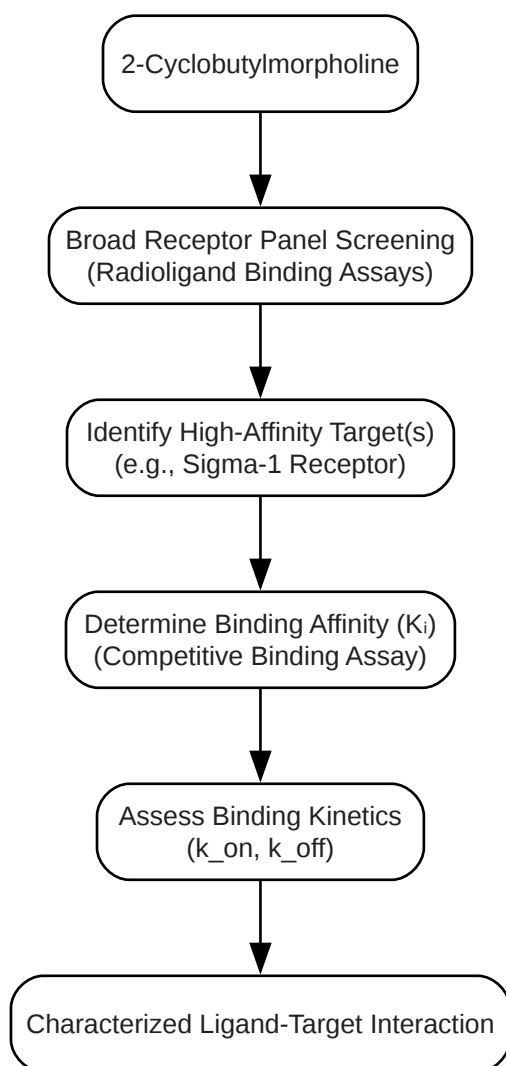 2-Cyclobutylmorpholine
Broad Receptor Panel Screening
(Radioligand Binding Assays)
Identify High-Affinity Target(s)
(e.g., Sigma-1 Receptor)
Determine Binding Affinity (Kᵢ)
(Competitive Binding Assay)
Assess Binding Kinetics
(k_on, k_off)
Characterized Ligand-Target Interaction